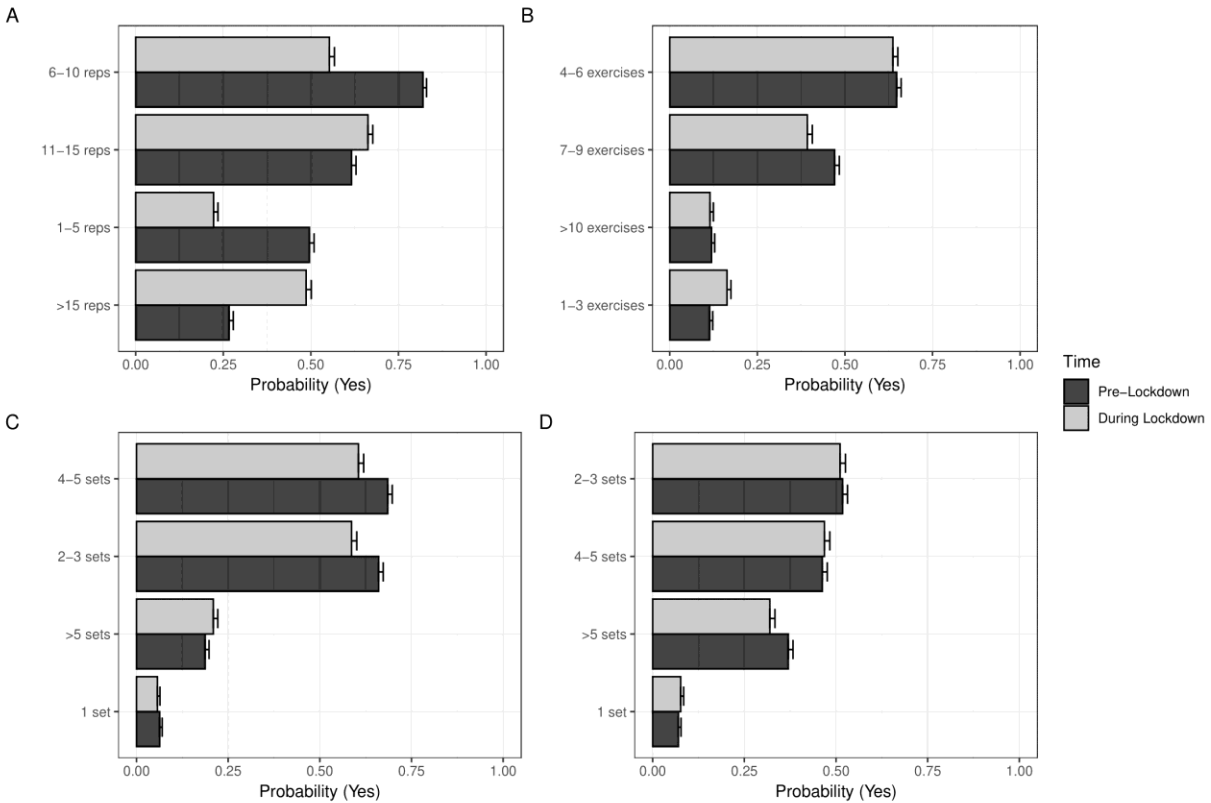 A
6−10 reps
11−15 reps
1−5 reps
>15 reps
0.00 0.25 0.50 0.75 1.00
Probability (Yes)
B
4−6 exercises
7−9 exercises
>10 exercises
1−3 exercises
0.00 0.25 0.50 0.75 1.00
Probability (Yes)
Time
Pre−Lockdown
During Lockdown
C
4−5 sets
2−3 sets
>5 sets
1 set
0.00 0.25 0.50 0.75 1.00
Probability (Yes)
D
2−3 sets
4−5 sets
>5 sets
1 set
0.00 0.25 0.50 0.75 1.00
Probability (Yes)